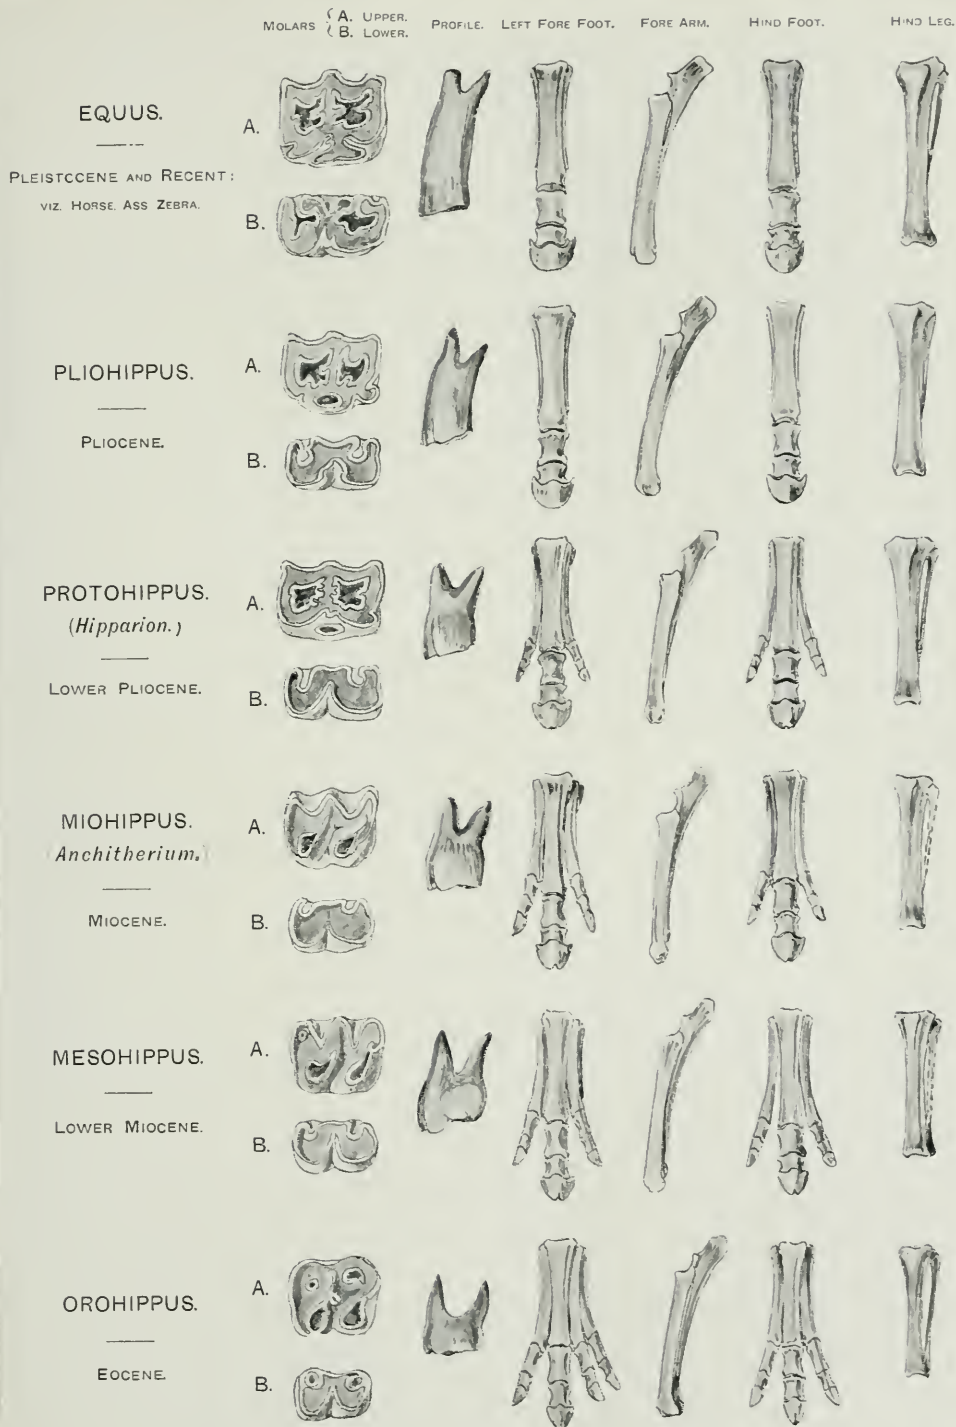 MOLARS { A. UPPER. B. LOWER. PROFILE. LEFT FORE FOOT. FORE ARM. HIND FOOT. HIND LEG.
EQUUS.
PLEISTOCENE AND RECENT:
VIZ. HORSE. ASS ZEBRA.
A.
B.
PLIOHIPPUS.
PLIOCENE.
A.
B.
PROTOHIPPUS.
(Hipparion.)
LOWER PLIOCENE.
A.
B.
MIOHIPPUS.
Anchitherium.
MIOCENE.
A.
B.
MESOHIPPUS.
LOWER MIOCENE.
A.
B.
OROHIPPUS.
EOCENE.
A.
B.